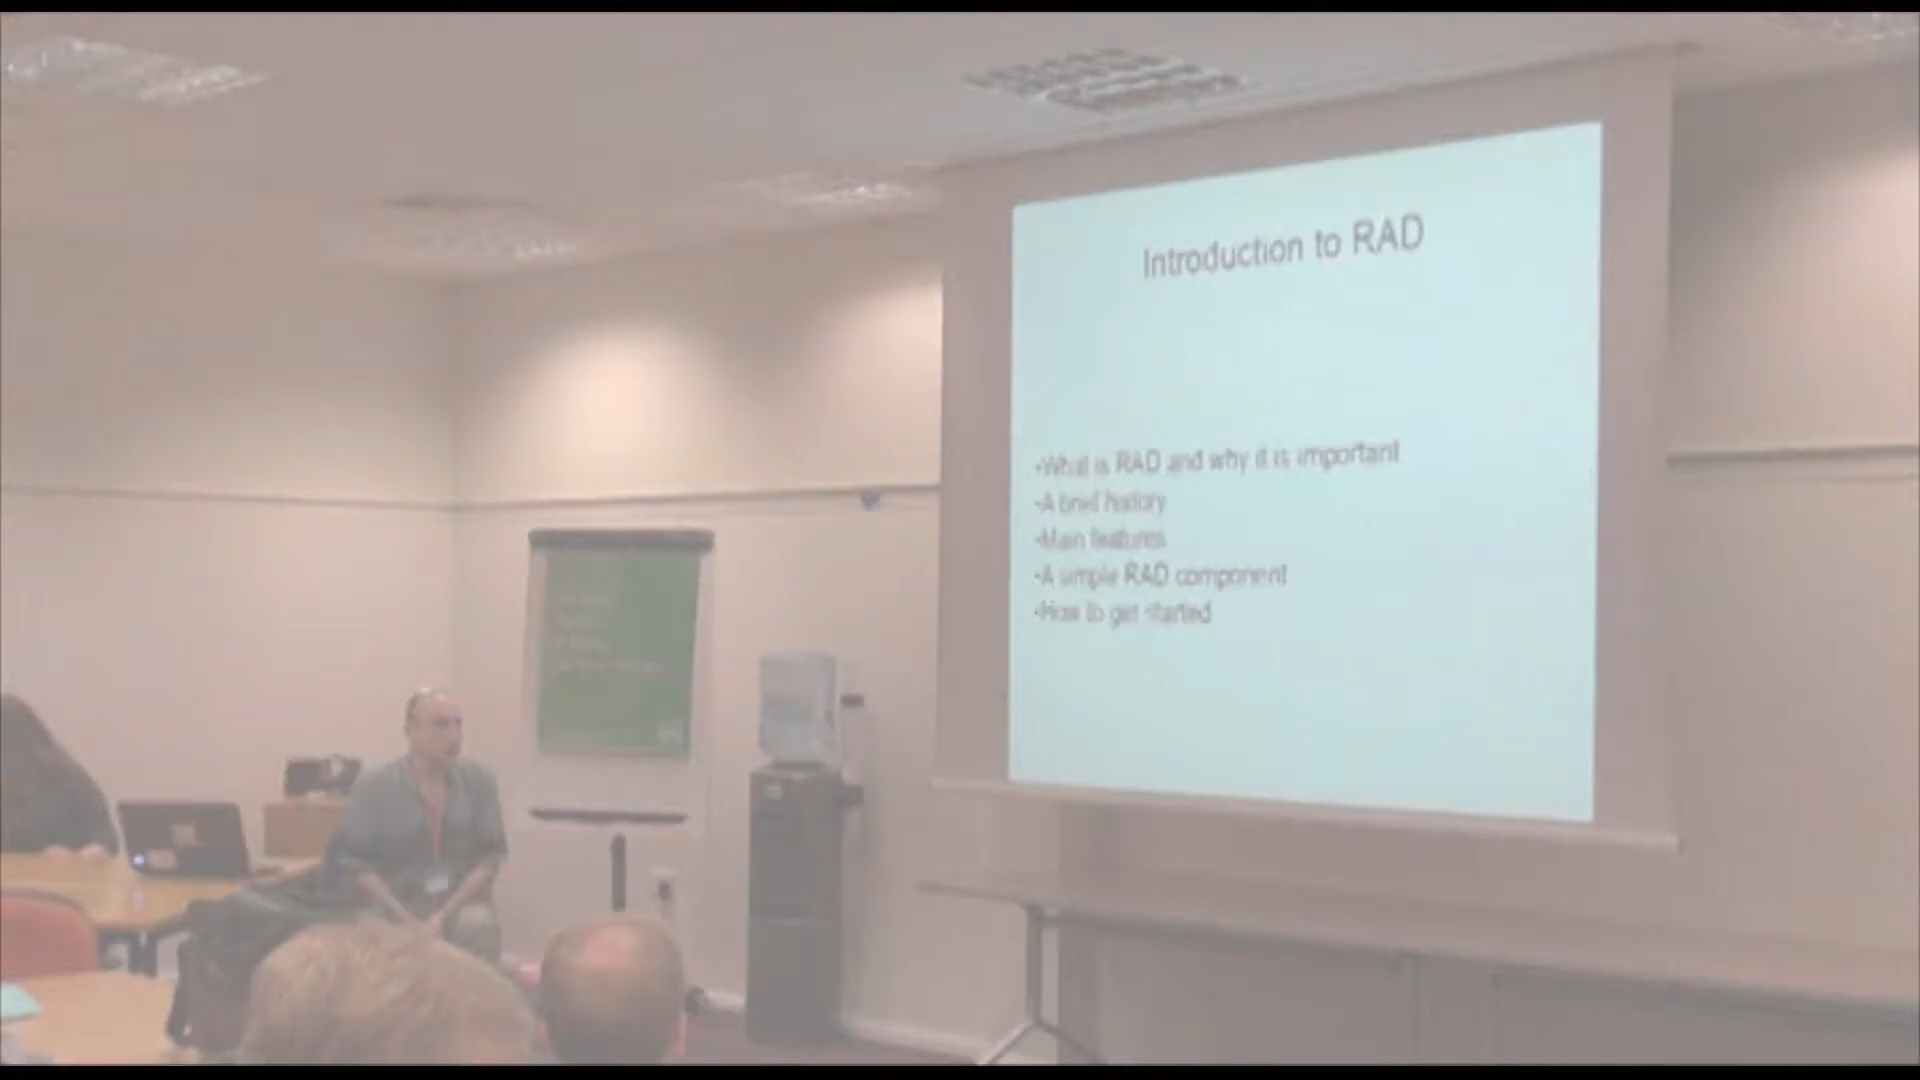 Introduction to RAD
•What is RAD and why it is important
•A brief history
•Main features
•A simple RAD component
•How to get started